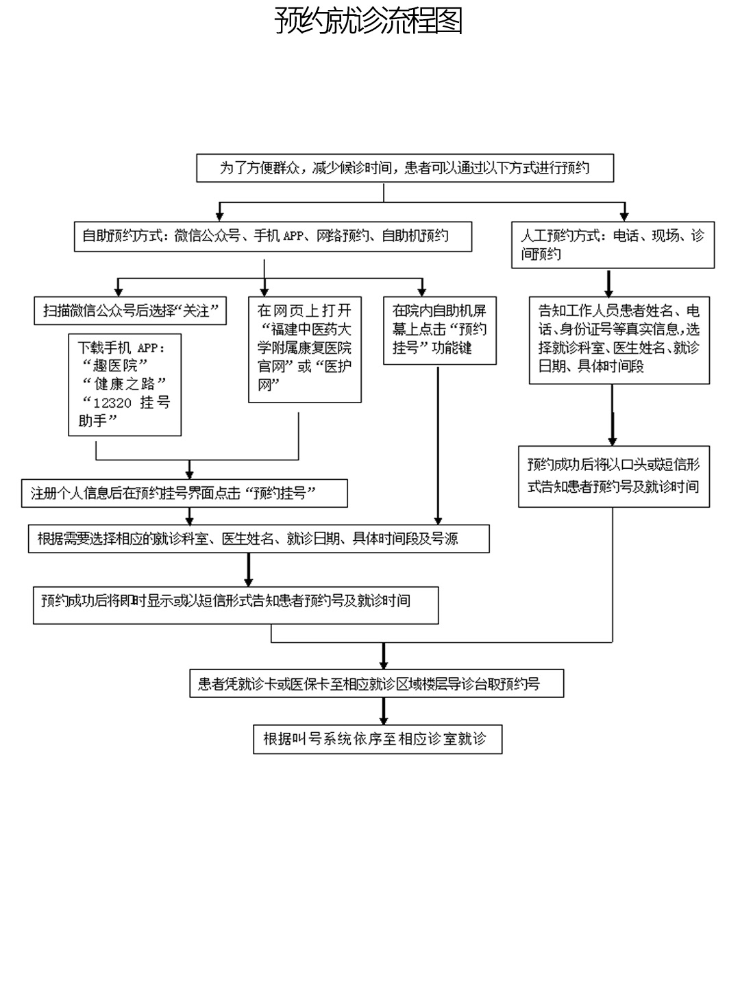 预约就诊流程图
为了方便群众，减少候诊时间，患者可以通过以下方式进行预约
自助预约方式：微信公众号、手机 APP、网络预约、自助机预约
人工预约方式：电话、现场、诊
间预约
扫描微信公众号后选择“关注”
下载手机 APP：
“趣医院”
“健康之路”
“12320 挂号
助手”
在网页上打开
“福建中医药大
学附属康复医院
官网”或“医护
网”
在院内自助机屏
幕上点击“预约
挂号”功能键
告知工作人员患者姓名、电
话、身份证号等真实信息，选
择就诊科室、医生姓名、就诊
日期、具体时间段
注册个人信息后在预约挂号界面点击“预约挂号”
预约成功后将以口头或短信形
式告知患者预约号及就诊时间
根据需要选择相应的就诊科室、医生姓名、就诊日期、具体时间段及号源
预约成功后将即时显示或以短信形式告知患者预约号及就诊时间
患者凭就诊卡或医保卡至相应就诊区域楼层导诊台取预约号
根据叫号系统依序至相应诊室就诊